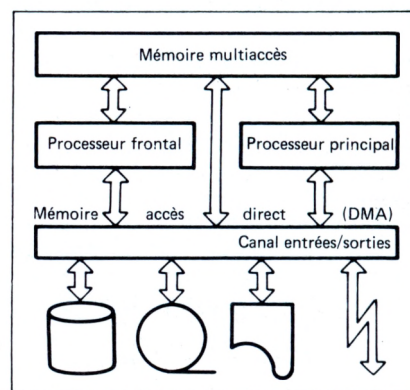 Mémoire multiaccès
Processeur frontal
Processeur principal
Mémoire accès direct (DMA)
Canal entrées/sorties